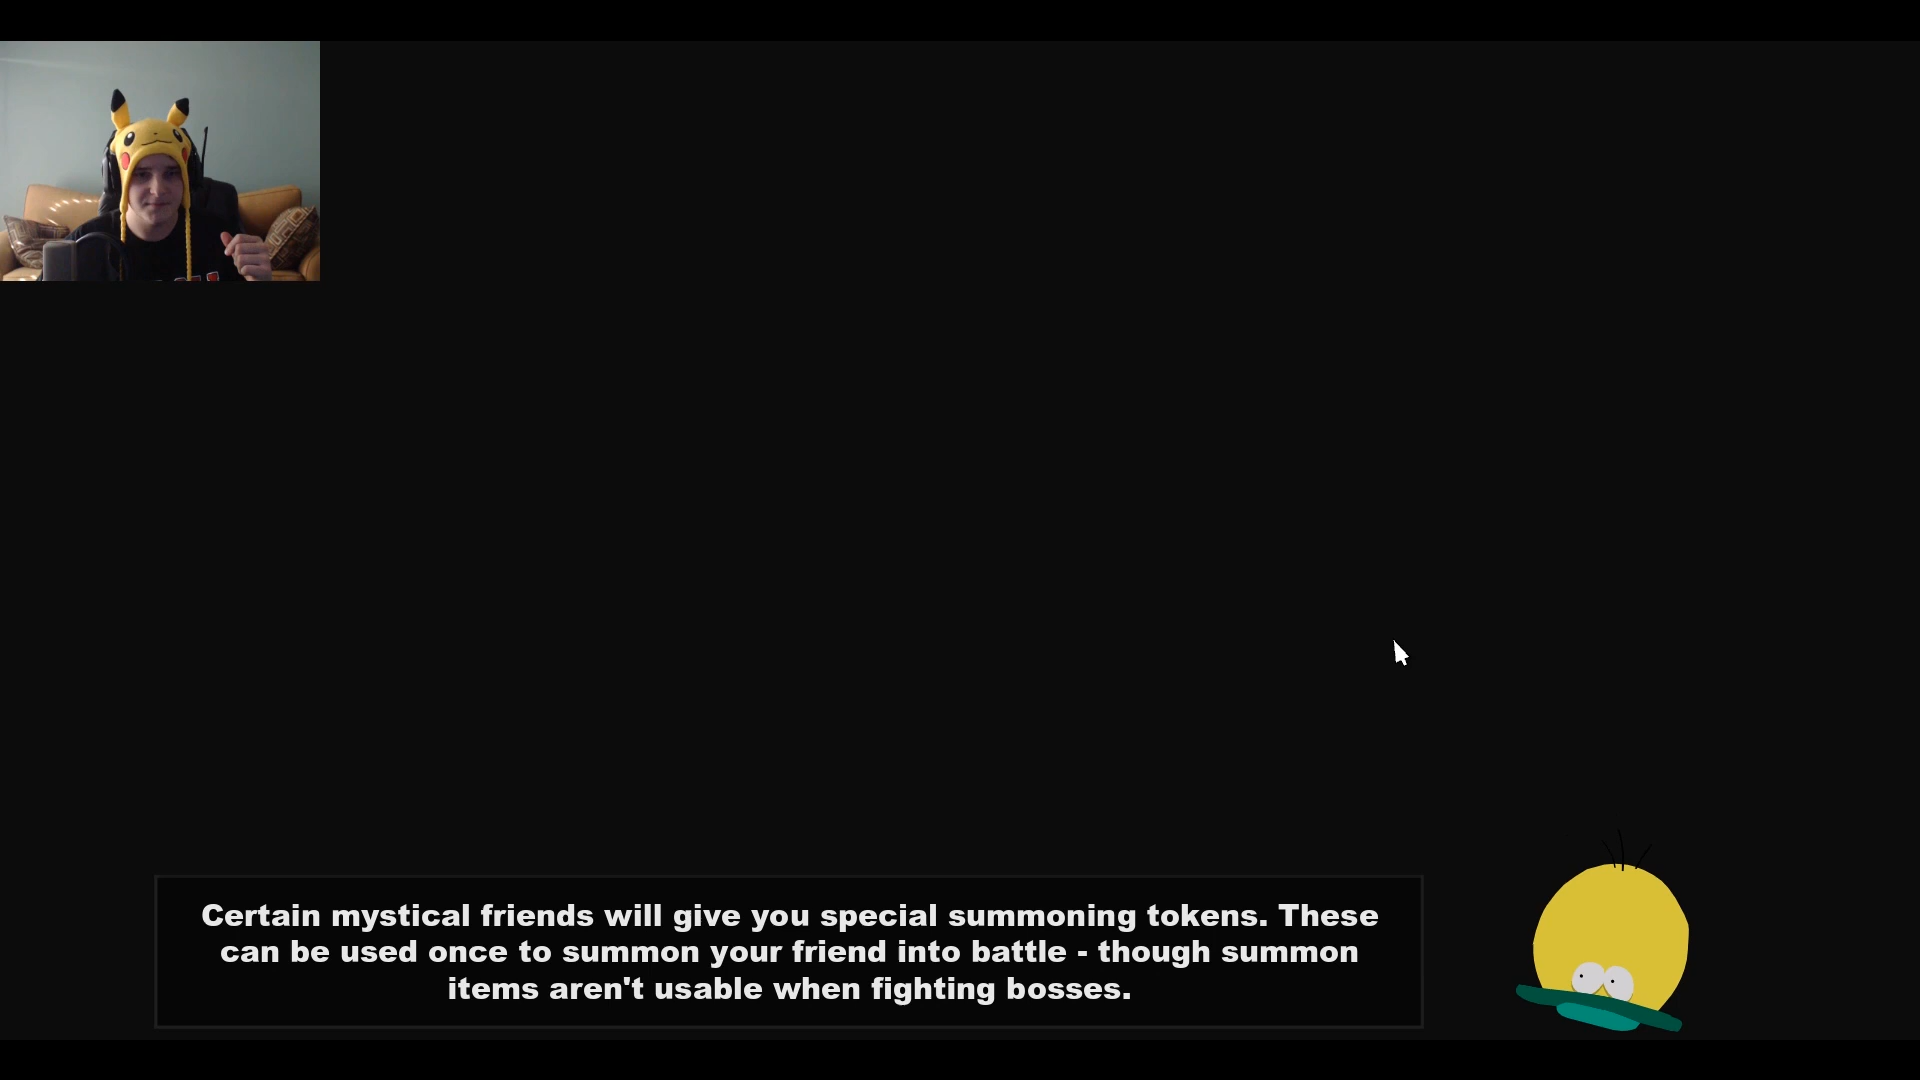 Certain mystical friends will give you special summoning tokens. These
can be used once to summon your friend into battle - though summon
items aren't usable when fighting bosses.